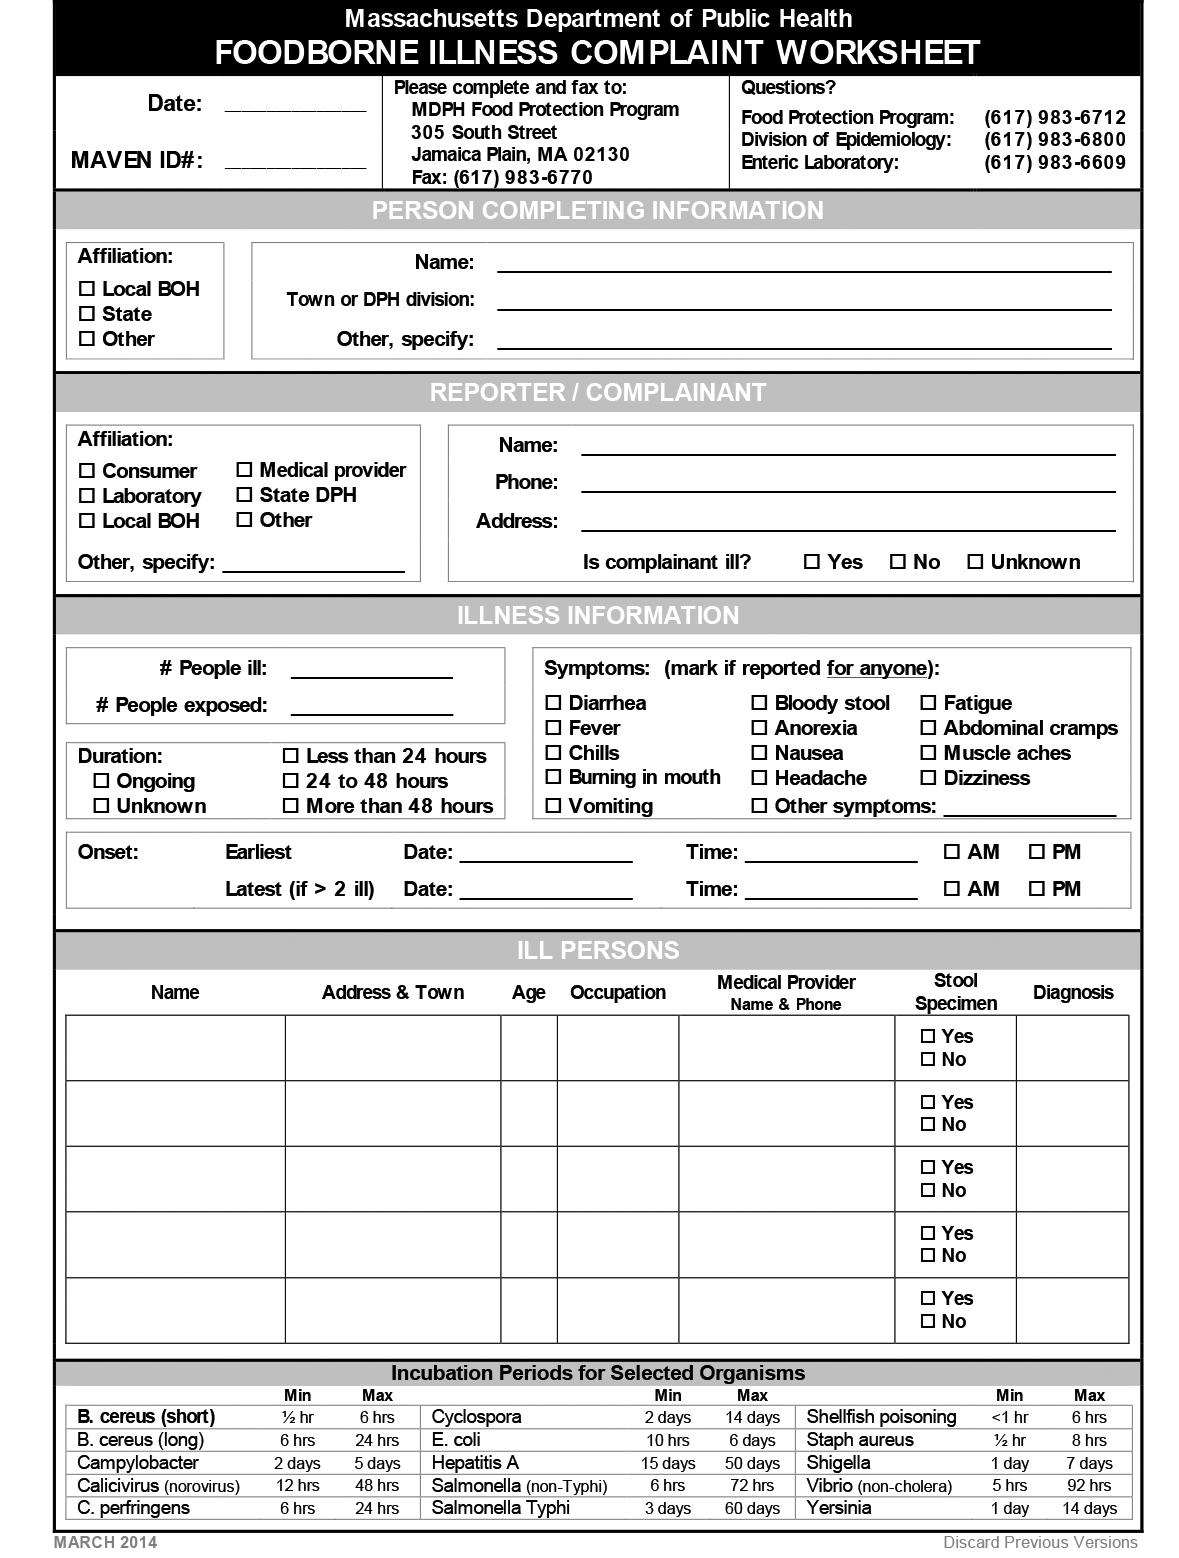 Massachusetts Department of Public Health
FOODBORNE ILLNESS COMPLAINT WORKSHEET
Date: ____________
MAVEN ID#: ____________
Please complete and fax to:
MDPH Food Protection Program
305 South Street
Jamaica Plain, MA 02130
Fax: (617) 983-6770
Questions?
Food Protection Program: (617) 983-6712
Division of Epidemiology: (617) 983-6800
Enteric Laboratory: (617) 983-6609
PERSON COMPLETING INFORMATION
Affiliation:
☐ Local BOH
☐ State
☐ Other
Name:
Town or DPH division:
Other, specify:
REPORTER / COMPLAINANT
Affiliation:
☐ Consumer ☐ Medical provider
☐ Laboratory ☐ State DPH
☐ Local BOH ☐ Other
Other, specify:
Name:
Phone:
Address:
Is complainant ill? ☐ Yes ☐ No ☐ Unknown
ILLNESS INFORMATION
# People ill:
# People exposed:
Duration: ☐ Less than 24 hours
☐ Ongoing ☐ 24 to 48 hours
☐ Unknown ☐ More than 48 hours
Symptoms: (mark if reported for anyone):
☐ Diarrhea ☐ Bloody stool ☐ Fatigue
☐ Fever ☐ Anorexia ☐ Abdominal cramps
☐ Chills ☐ Nausea ☐ Muscle aches
☐ Burning in mouth ☐ Headache ☐ Dizziness
☐ Vomiting ☐ Other symptoms:
Onset: Earliest Date: Time: ☐ AM ☐ PM
Latest (if > 2 ill) Date: Time: ☐ AM ☐ PM
ILL PERSONS
Name Address & Town Age Occupation Medical Provider Name & Phone Stool Specimen Diagnosis
☐ Yes
☐ No
☐ Yes
☐ No
☐ Yes
☐ No
☐ Yes
☐ No
☐ Yes
☐ No
Incubation Periods for Selected Organisms
Min Max Min Max Min Max
B. cereus (short) ½ hr 6 hrs Cyclospora 2 days 14 days Shellfish poisoning <1 hr 6 hrs
B. cereus (long) 6 hrs 24 hrs E. coli 10 hrs 6 days Staph aureus ½ hr 8 hrs
Campylobacter 2 days 5 days Hepatitis A 15 days 50 days Shigella 1 day 7 days
Calicivirus (norovirus) 12 hrs 48 hrs Salmonella (non-Typhi) 6 hrs 72 hrs Vibrio (non-cholera) 5 hrs 92 hrs
C. perfringens 6 hrs 24 hrs Salmonella Typhi 3 days 60 days Yersinia 1 day 14 days
MARCH 2014 Discard Previous Versions